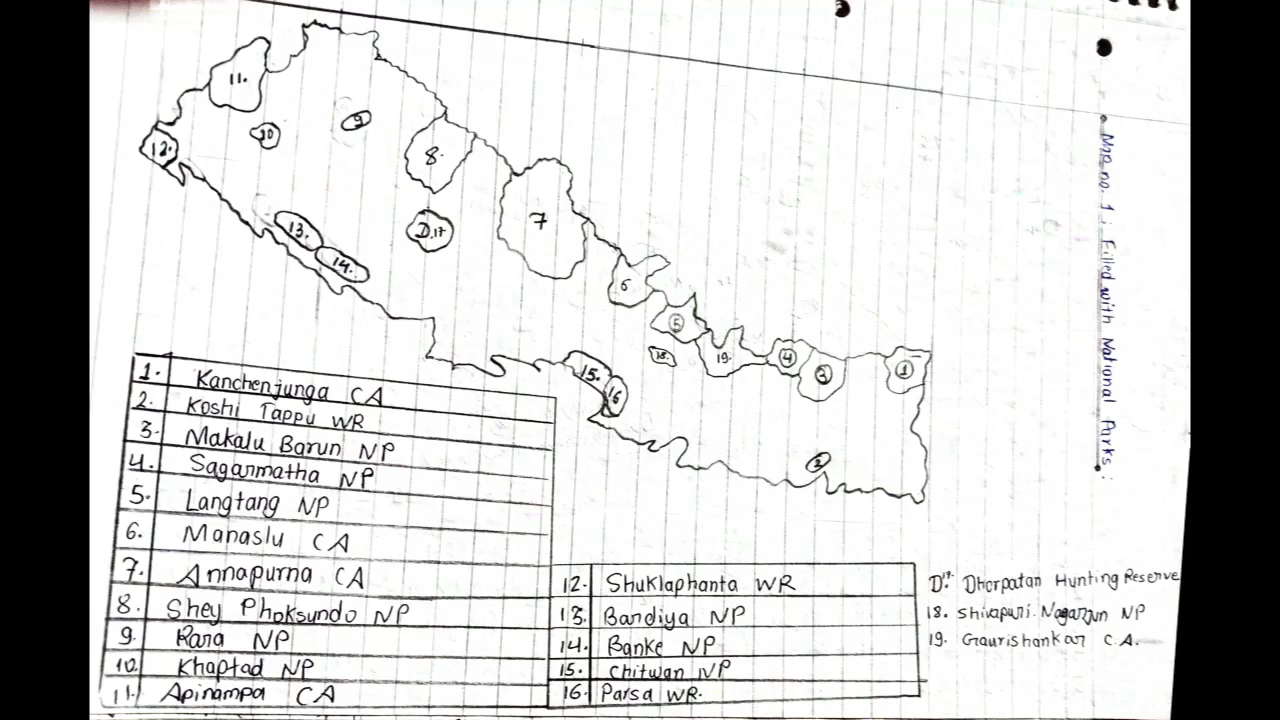 Map no. 1 : Filled with National Parks :
11.
12.
10
9
8.
7
D.17
13.
14.
6
5
18.
19.
4
3
1
15.
16
2
1. Kanchenjunga CA
2. Koshi Tappu WR
3. Makalu Barun NP
4. Sagarmatha NP
5. Langtang NP
6. Manaslu CA
7. Annapurna CA
8. Shey Phoksundo NP
9. Rara NP
10. Khaptad NP
11. Apinampa CA
12. Shuklaphanta WR
13. Bardiya NP
14. Banke NP
15. Chitwan NP
16. Parsa WR.
D.17 Dhorpatan Hunting Reserve
18. Shivapuri. Nagarjun NP
19. Gaurishankar C.A.